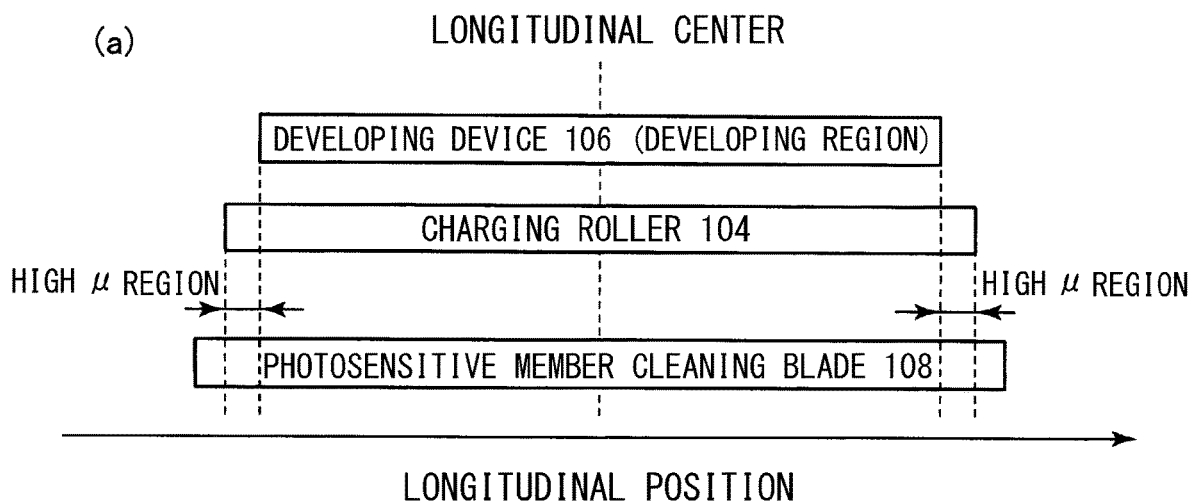 (a)
LONGITUDINAL CENTER
DEVELOPING DEVICE 106 (DEVELOPING REGION)
CHARGING ROLLER 104
HIGH μ REGION
HIGH μ REGION
PHOTOSENSITIVE MEMBER CLEANING BLADE 108
LONGITUDINAL POSITION